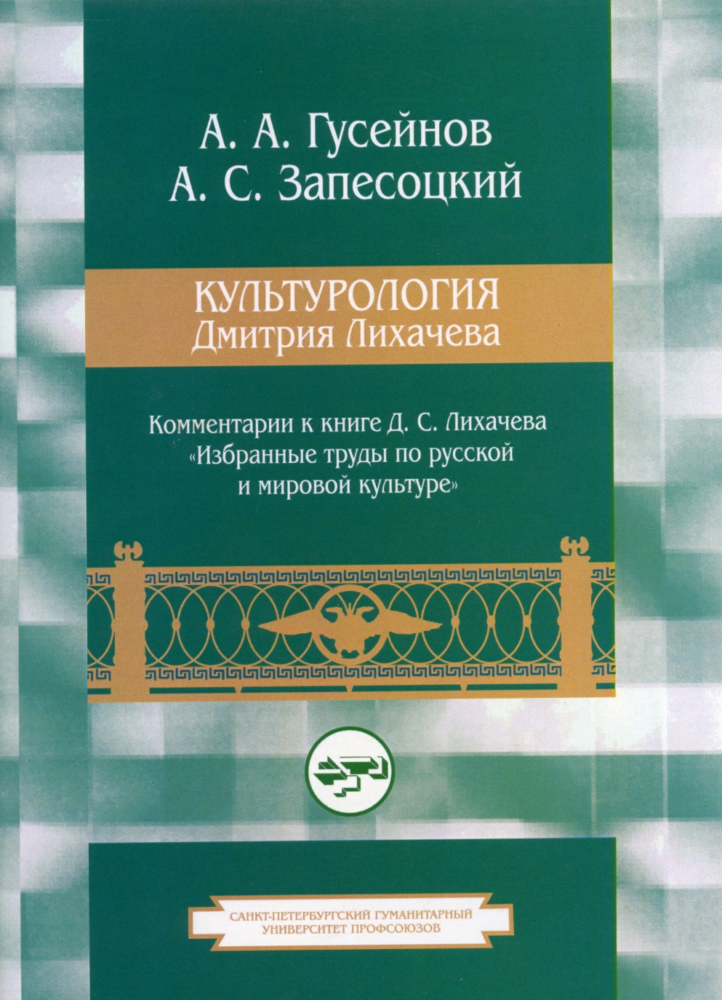 А. А. Гусейнов
А. С. Запесоцкий
КУЛЬТУРОЛОГИЯ
Дмитрия Лихачева
Комментарии к книге Д. С. Лихачева
«Избранные труды по русской
и мировой культуре»
САНКТ-ПЕТЕРБУРГСКИЙ ГУМАНИТАРНЫЙ
УНИВЕРСИТЕТ ПРОФСОЮЗОВ